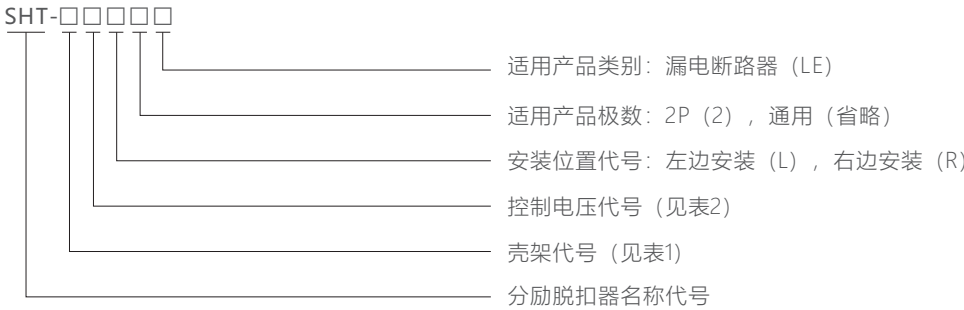 SHT-□□□□□
适用产品类别：漏电断路器（LE）
适用产品极数：2P（2），通用（省略）
安装位置代号：左边安装（L），右边安装（R）
控制电压代号（见表2）
壳架代号（见表1）
分励脱扣器名称代号